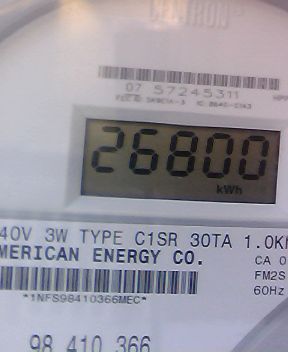 CENTRON
07 57245311
26800
kWh
40V 3W TYPE C1SR 30TA 1.0K
MERICAN ENERGY CO.
CA 0
FM2S
60Hz
*1NFS98410366MEC*
98 410 366